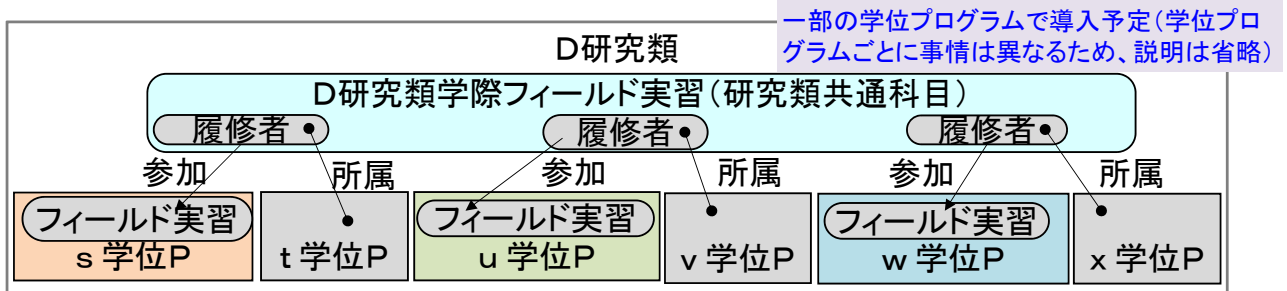 一部の学位プログラムで導入予定(学位プロ
グラムごとに事情は異なるため、説明は省略)
D研究類
D研究類学際フィールド実習(研究類共通科目)
履修者 履修者 履修者
参加 所属 参加 所属 参加 所属
フィールド実習 フィールド実習 フィールド実習
s 学位P t 学位P u 学位P v 学位P w 学位P x 学位P